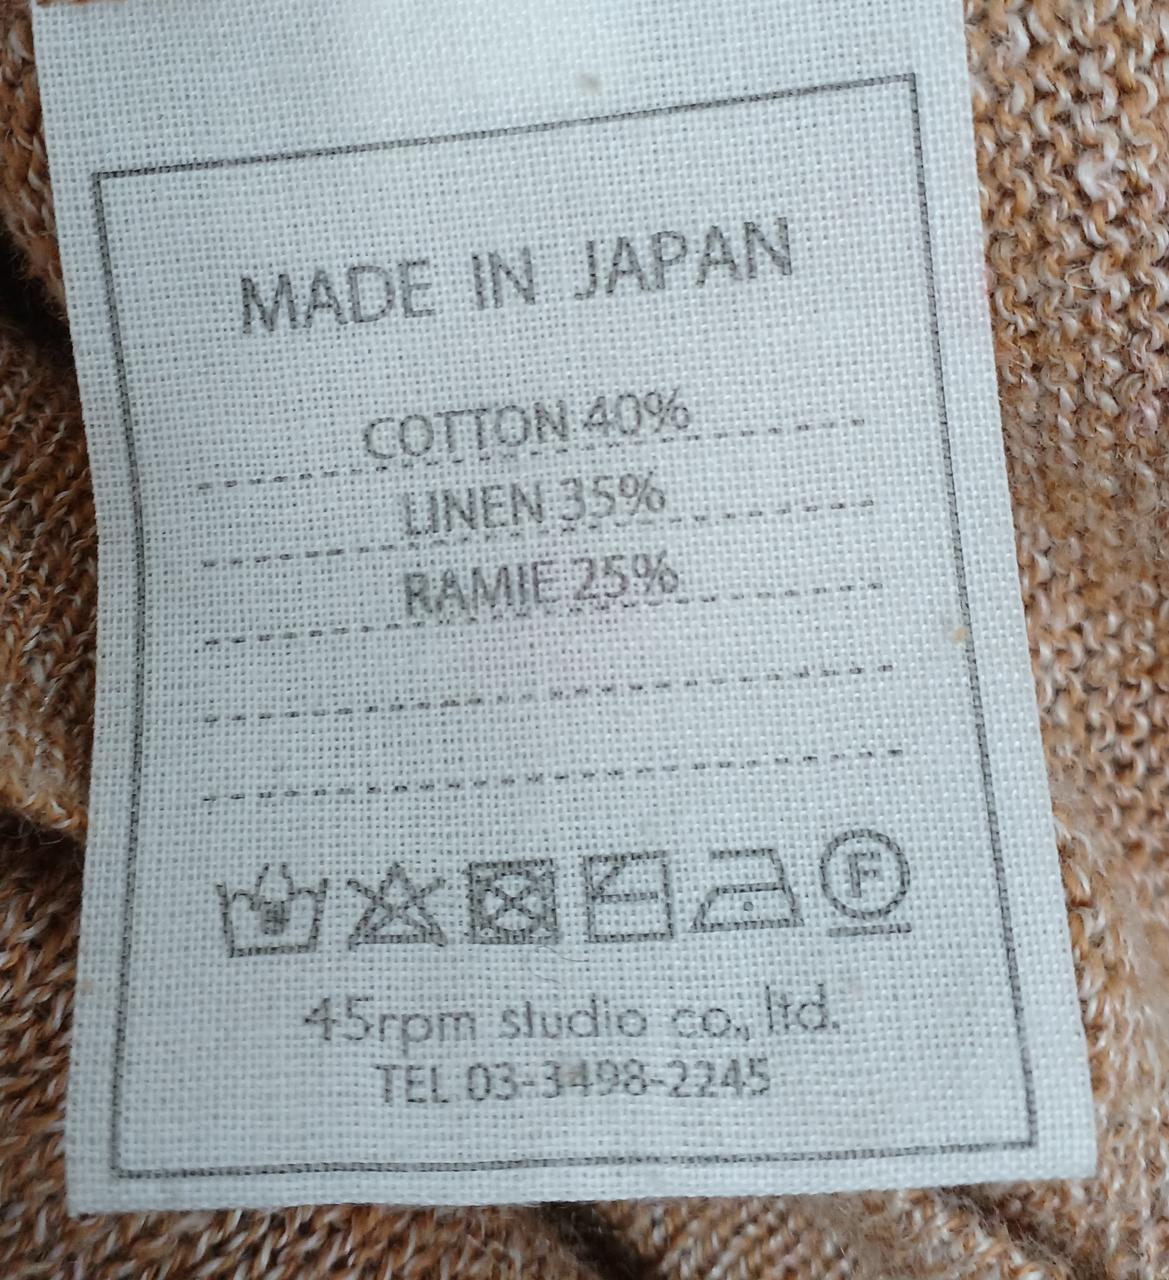 MADE IN JAPAN
COTTON 40%
LINEN 35%
RAMIE 25%
F
45rpm studio co., ltd.
TEL 03-3498-2245